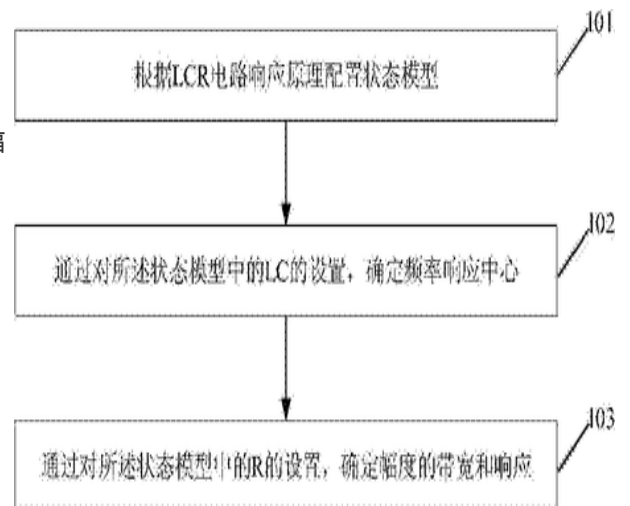 101
根据LCR电路响应原理配置状态模型
102
通过对所述状态模型中的LC的设置，确定频率响应中心
103
通过对所述状态模型中的R的设置，确定幅度的带宽和响应